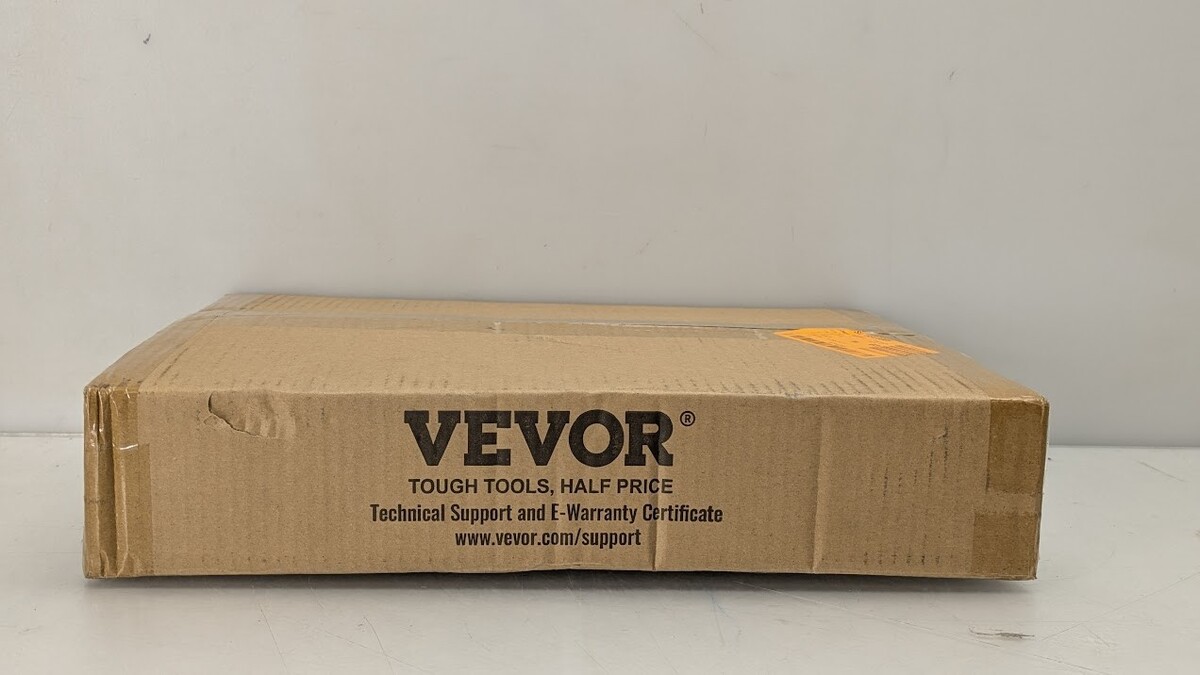 VEVOR®
TOUGH TOOLS, HALF PRICE
Technical Support and E-Warranty Certificate
www.vevor.com/support